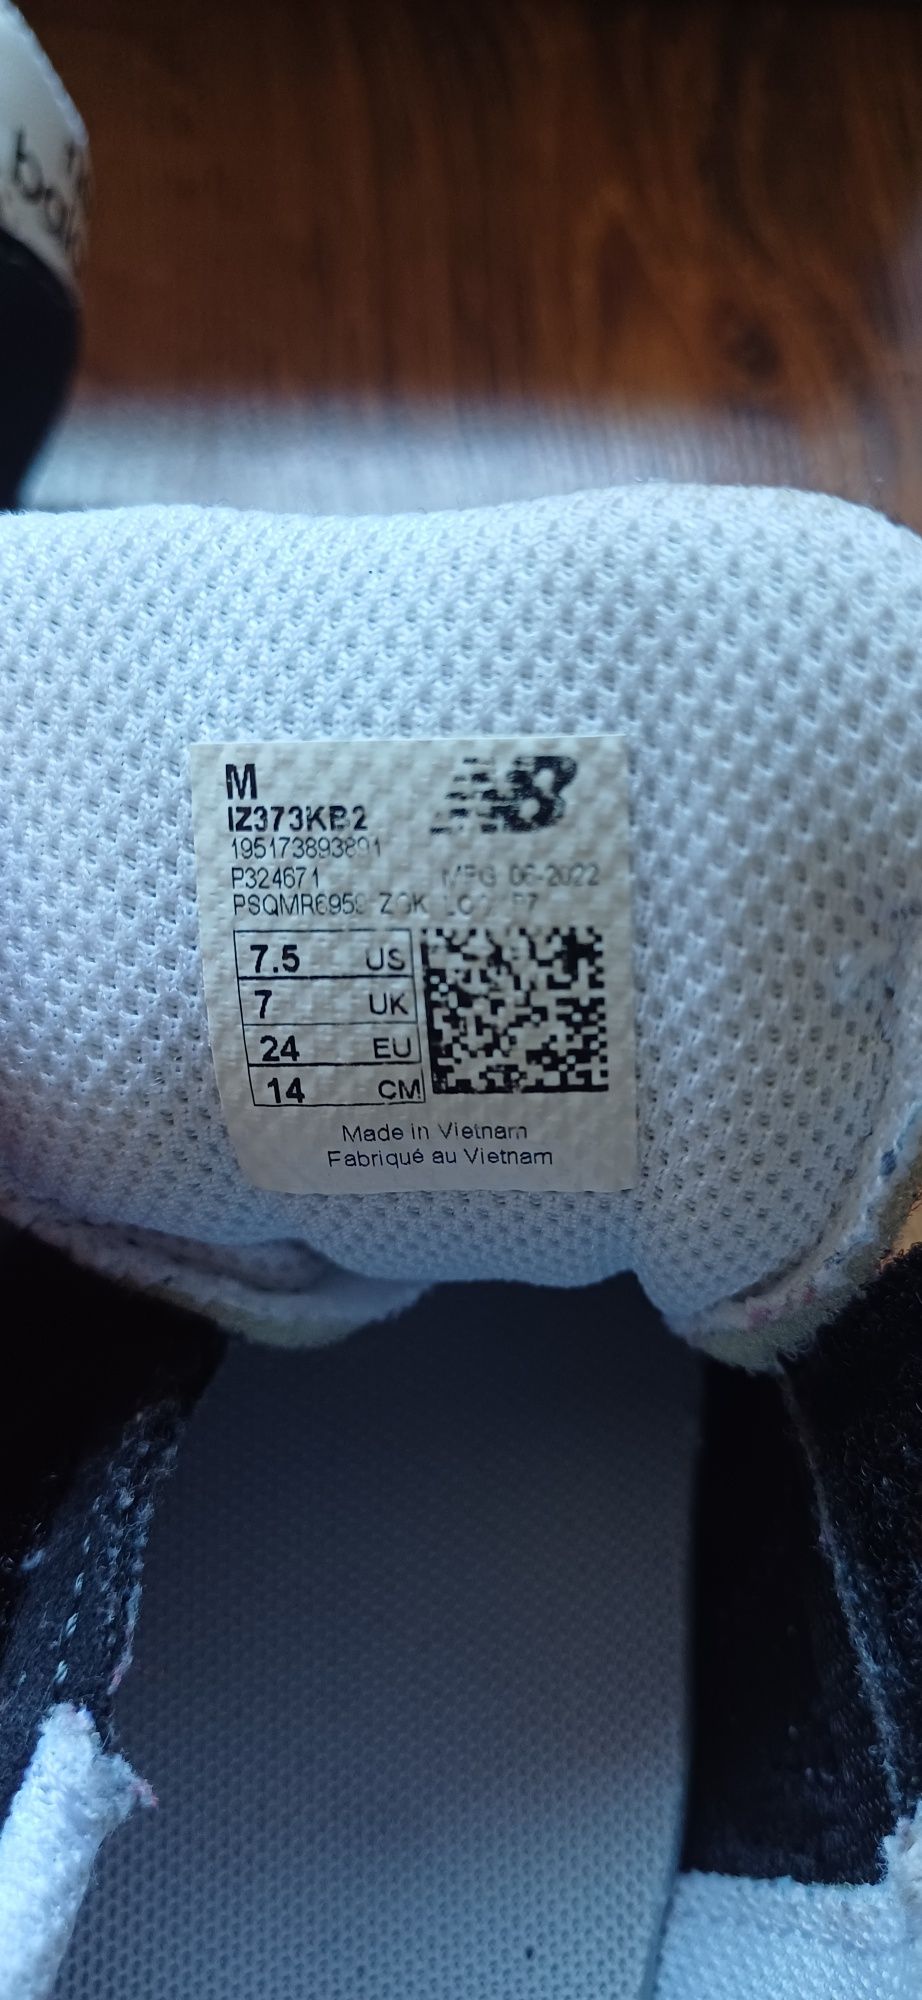 M
IZ373KB2
P324671
MFG 06-2022
7.5 US
7 UK
24 EU
14 CM
Made in Vietnam
Fabriqué au Vietnam